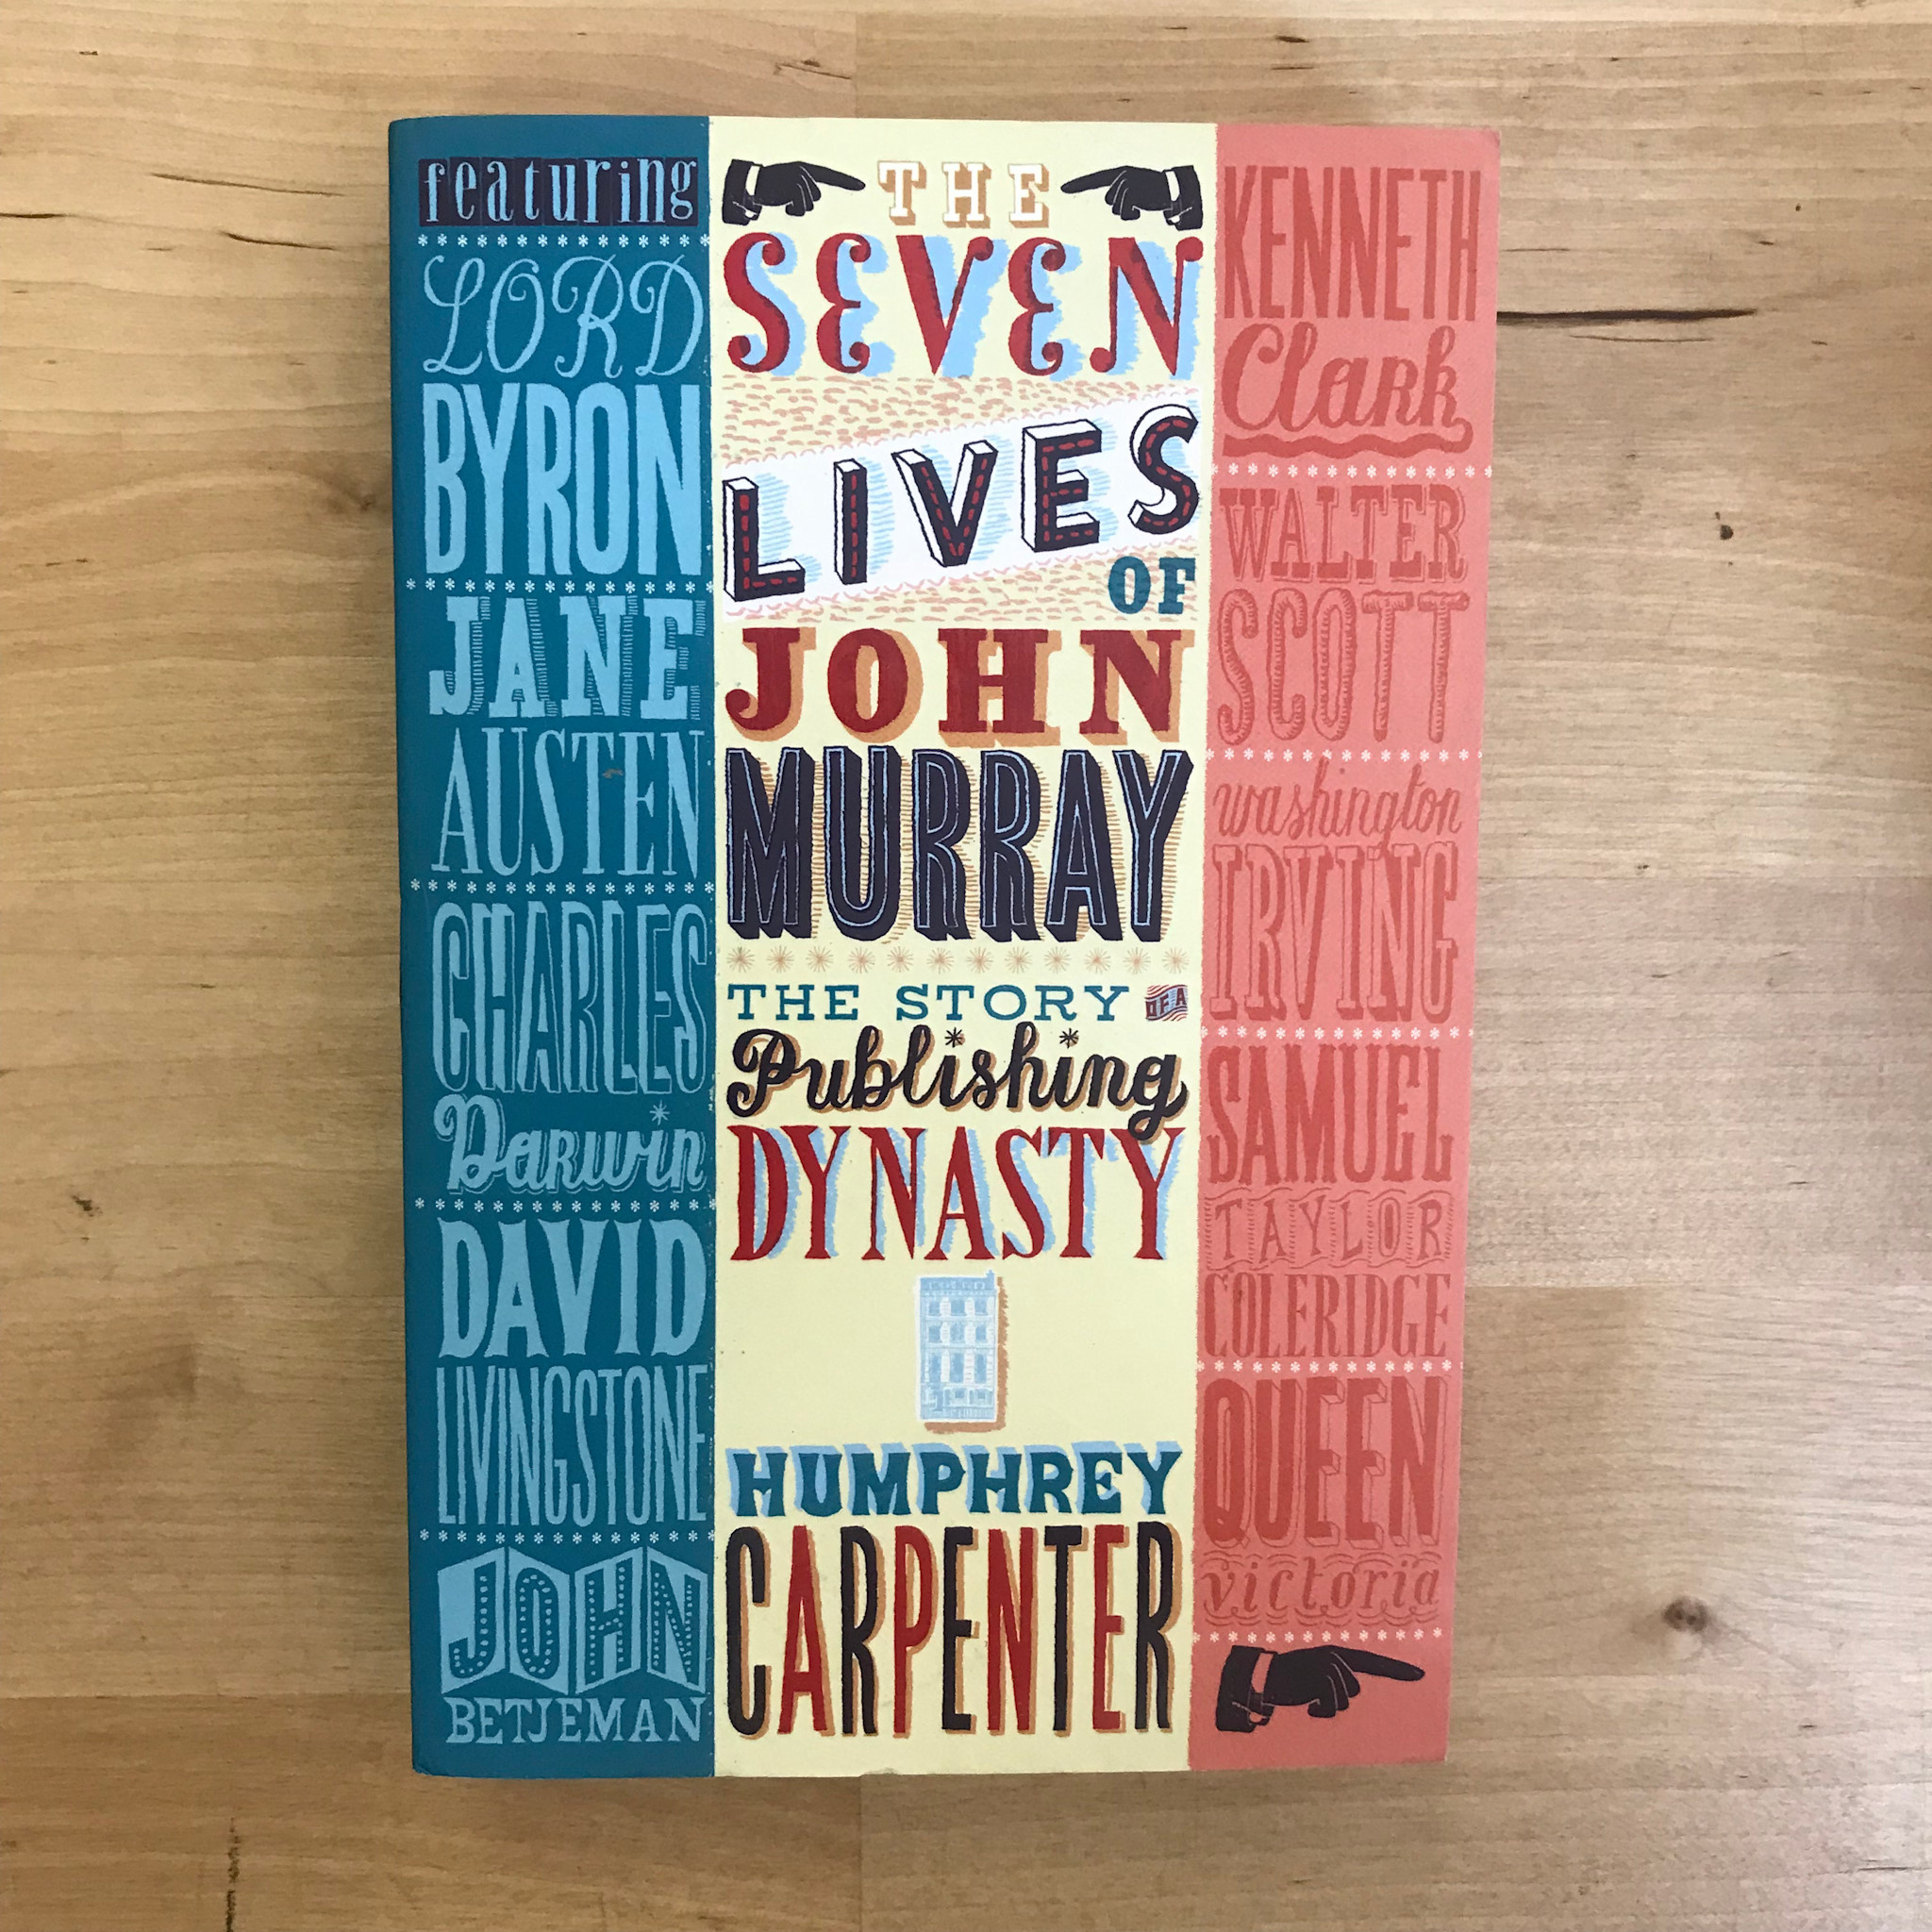 featuring
LORD
BYRON
JANE
AUSTEN
CHARLES
Darwin
DAVID
LIVINGSTONE
JOHN
BETJEMAN
THE
SEVEN
LIVES
OF
JOHN
MURRAY
THE STORY OF A
Publishing
DYNASTY
HUMPHREY
CARPENTER
KENNETH
Clark
WALTER
SCOTT
washington
IRVING
SAMUEL
TAYLOR
COLERIDGE
QUEEN
victoria